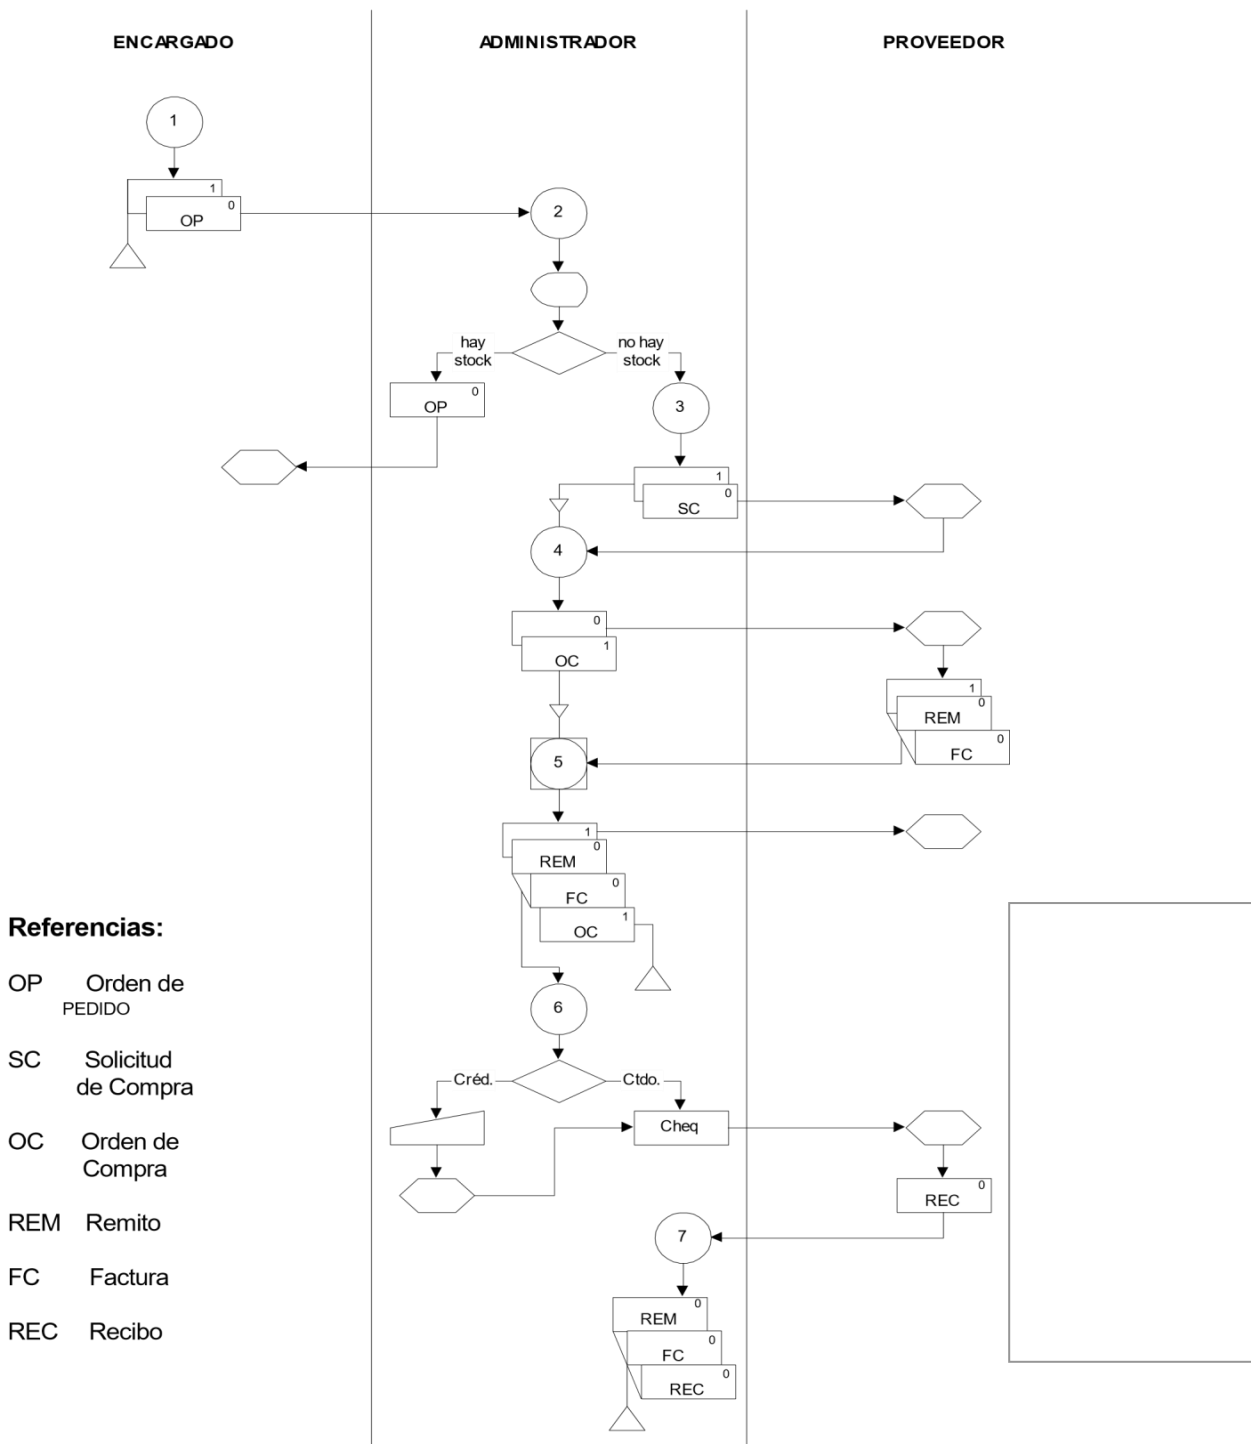 ENCARGADO
ADMINISTRADOR
PROVEEDOR
1
1
0
OP
2
hay
stock
no hay
stock
0
OP
3
1
0
SC
4
0
1
OC
1
0
REM
0
FC
5
1
0
REM
0
FC
1
OC
6
Créd.
Ctdo.
Cheq
0
REC
7
0
REM
0
FC
0
REC
Referencias:
OP Orden de
PEDIDO
SC Solicitud
de Compra
OC Orden de
Compra
REM Remito
FC Factura
REC Recibo